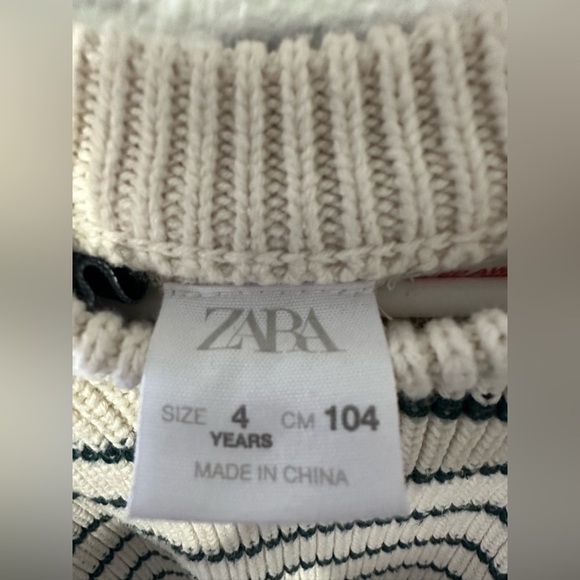 ZARA
SIZE 4 CM 104
YEARS
MADE IN CHINA